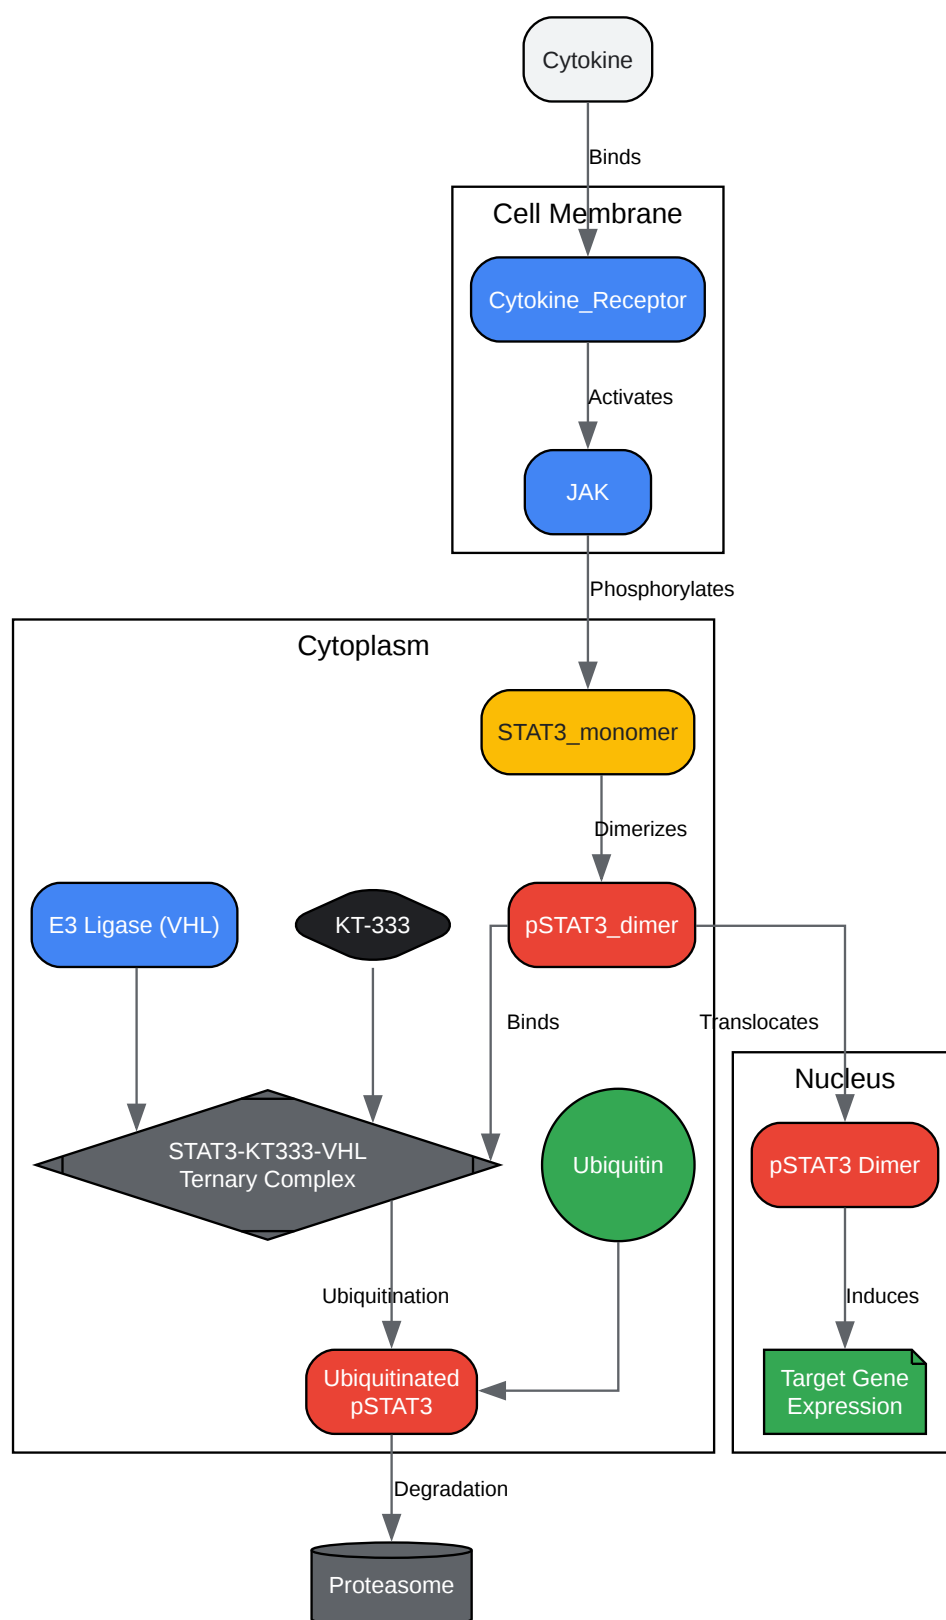 Cytokine
Binds
Cell Membrane
Cytokine_Receptor
Activates
JAK
Phosphorylates
Cytoplasm
STAT3_monomer
Dimerizes
E3 Ligase (VHL)
KT-333
pSTAT3_dimer
Binds
Translocates
Nucleus
STAT3-KT333-VHL
Ternary Complex
Ubiquitin
pSTAT3 Dimer
Ubiquitination
Induces
Ubiquitinated
pSTAT3
Target Gene
Expression
Degradation
Proteasome